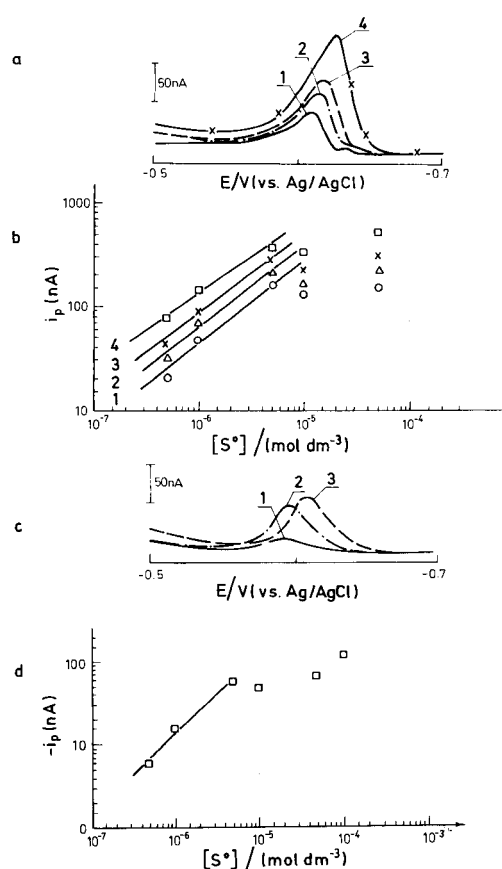 a
50nA
1
2
3
4
-0.5
-0.7
E/V(vs. Ag/AgCl)
b
1000
100
10
iₚ(nA)
4
3
2
1
10⁻⁷
10⁻⁶
10⁻⁵
10⁻⁴
[S°]/(mol dm⁻³)
c
50nA
1
2
3
-0.5
-0.7
E/V(vs. Ag/AgCl)
d
100
10
0
-iₚ(nA)
10⁻⁷
10⁻⁶
10⁻⁵
10⁻⁴
10⁻³
[S°] / (mol dm⁻³)